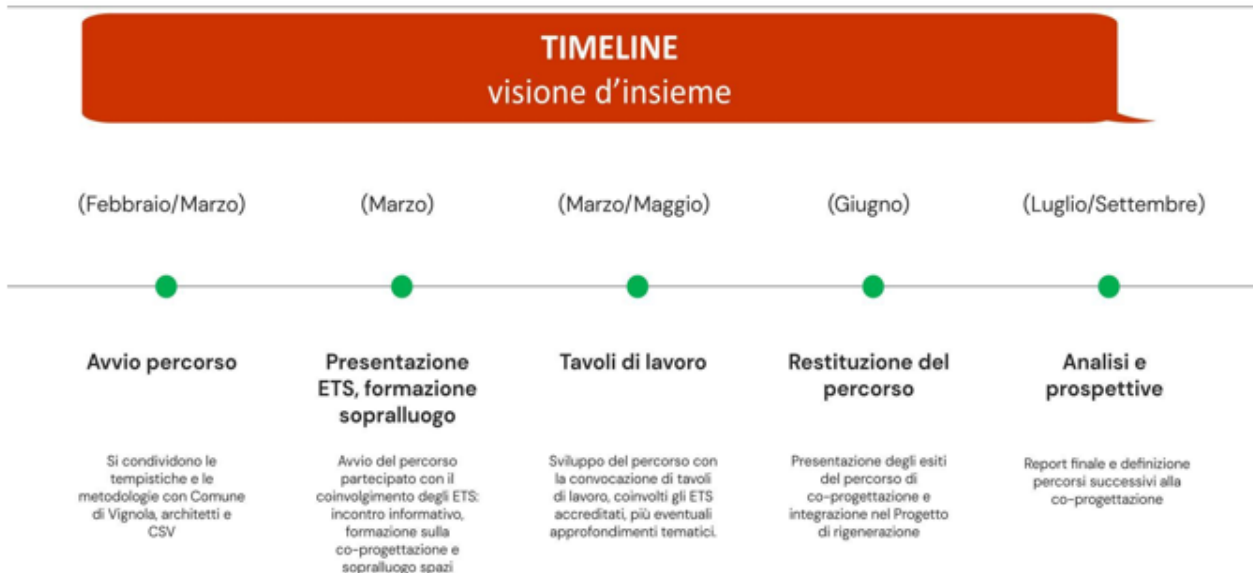 TIMELINE
visione d'insieme
(Febbraio/Marzo)
(Marzo)
(Marzo/Maggio)
(Giugno)
(Luglio/Settembre)
Avvio percorso
Si condividono le
tempistiche e le
metodologie con Comune
di Vignola, architetti e
CSV
Presentazione
ETS, formazione
sopralluogo
Avvio del percorso
partecipato con il
coinvolgimento degli ETS:
incontro informativo,
formazione sulla
co-progettazione e
sopralluogo spazi
Tavoli di lavoro
Sviluppo del percorso con
la convocazione di tavoli
di lavoro, coinvolti gli ETS
accreditati, più eventuali
approfondimenti tematici.
Restituzione del
percorso
Presentazione degli esiti
del percorso di
co-progettazione e
integrazione nel Progetto
di rigenerazione
Analisi e
prospettive
Report finale e definizione
percorsi successivi alla
co-progettazione